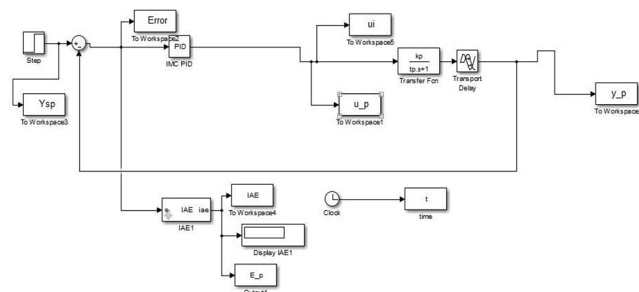 Error
To Workspace2
Step
+_
PID
IMC PID
ui
To Workspace5
kp
tp.s+1
Transfer Fcn
Transport
Delay
y_p
To Workspace
Ysp
To Workspace3
u_p
To Workspace1
e
IAE
iae
IAE1
IAE
To Workspace4
Clock
t
time
Display IAE1
E_p